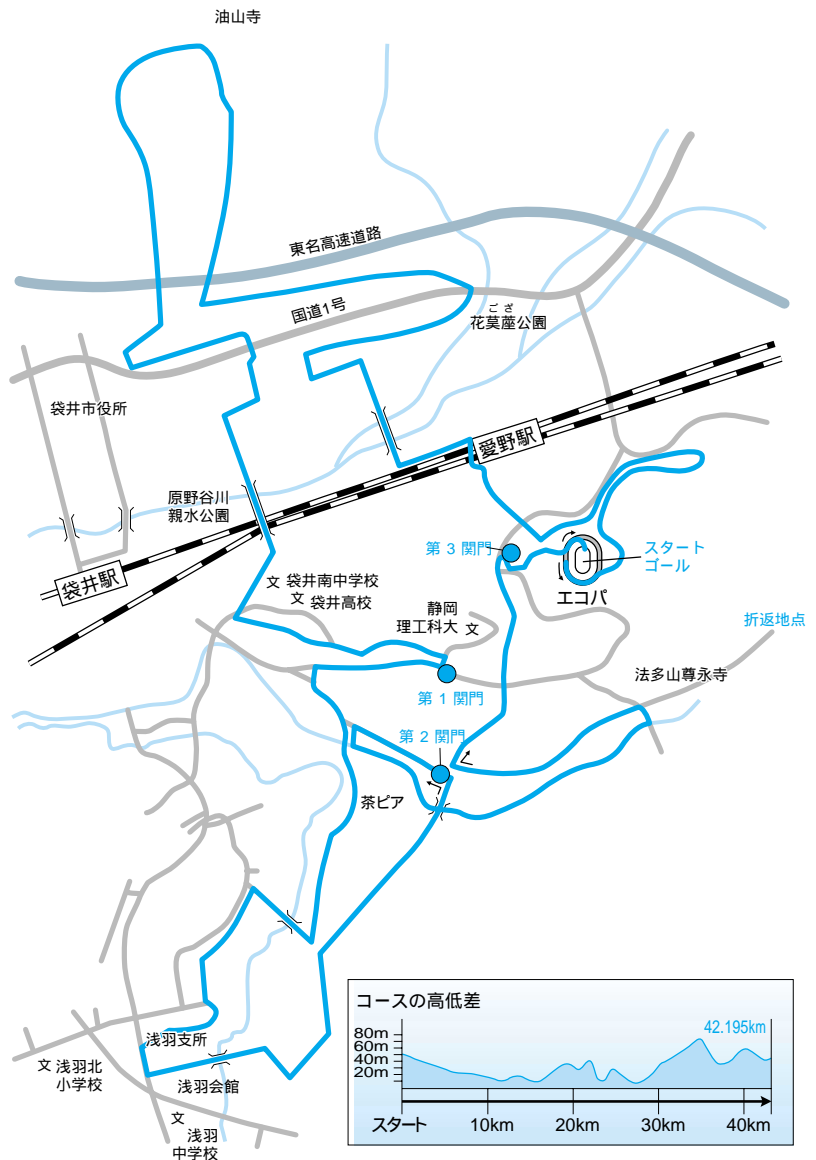 油山寺
東名高速道路
国道1号
ござ
花茣蓙公園
袋井市役所
愛野駅
原野谷川
親水公園
第3関門
スタート
ゴール
エコパ
袋井駅
文 袋井南中学校
文 袋井高校
静岡
理工科大 文
折返地点
法多山尊永寺
第1関門
第2関門
茶ピア
浅羽支所
文 浅羽北
小学校
浅羽会館
文
浅羽
中学校
コースの高低差
42.195km
80m
60m
40m
20m
スタート 10km 20km 30km 40km